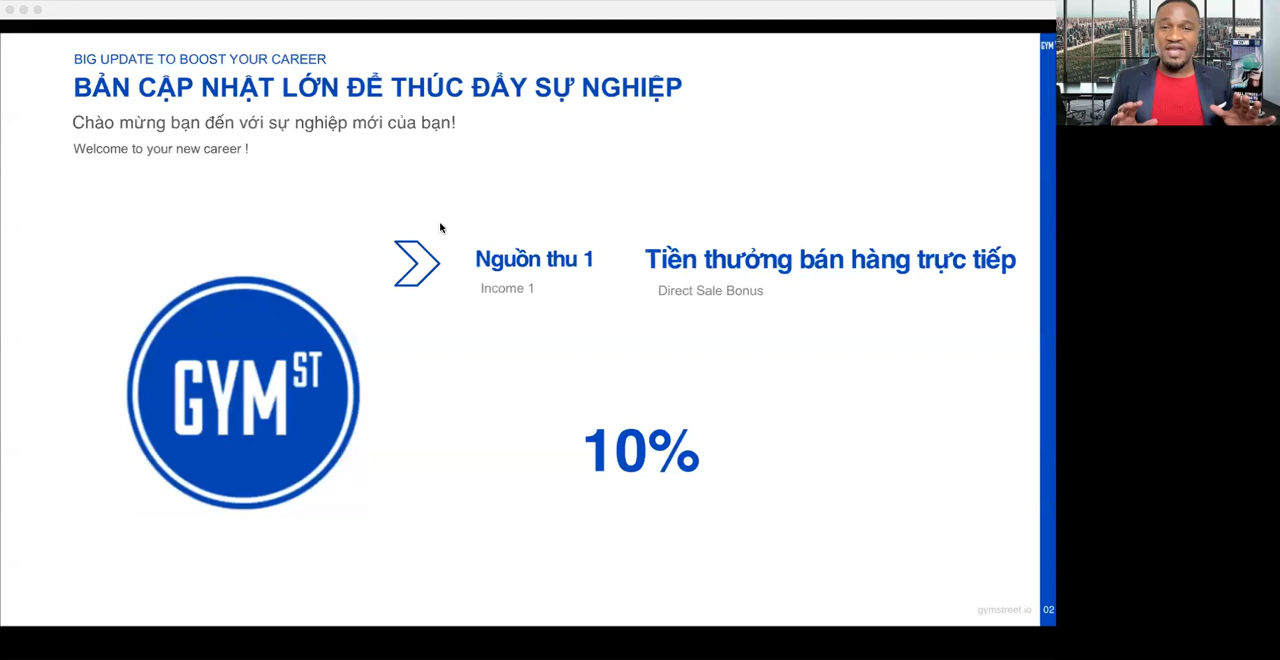 BIG UPDATE TO BOOST YOUR CAREER
BẢN CẬP NHẬT LỚN ĐỂ THÚC ĐẨY SỰ NGHIỆP
Chào mừng bạn đến với sự nghiệp mới của bạn!
Welcome to your new career !
Nguồn thu 1
Tiền thưởng bán hàng trực tiếp
Income 1
Direct Sale Bonus
GYM ST
10%
gymstreet.io
02
GYM